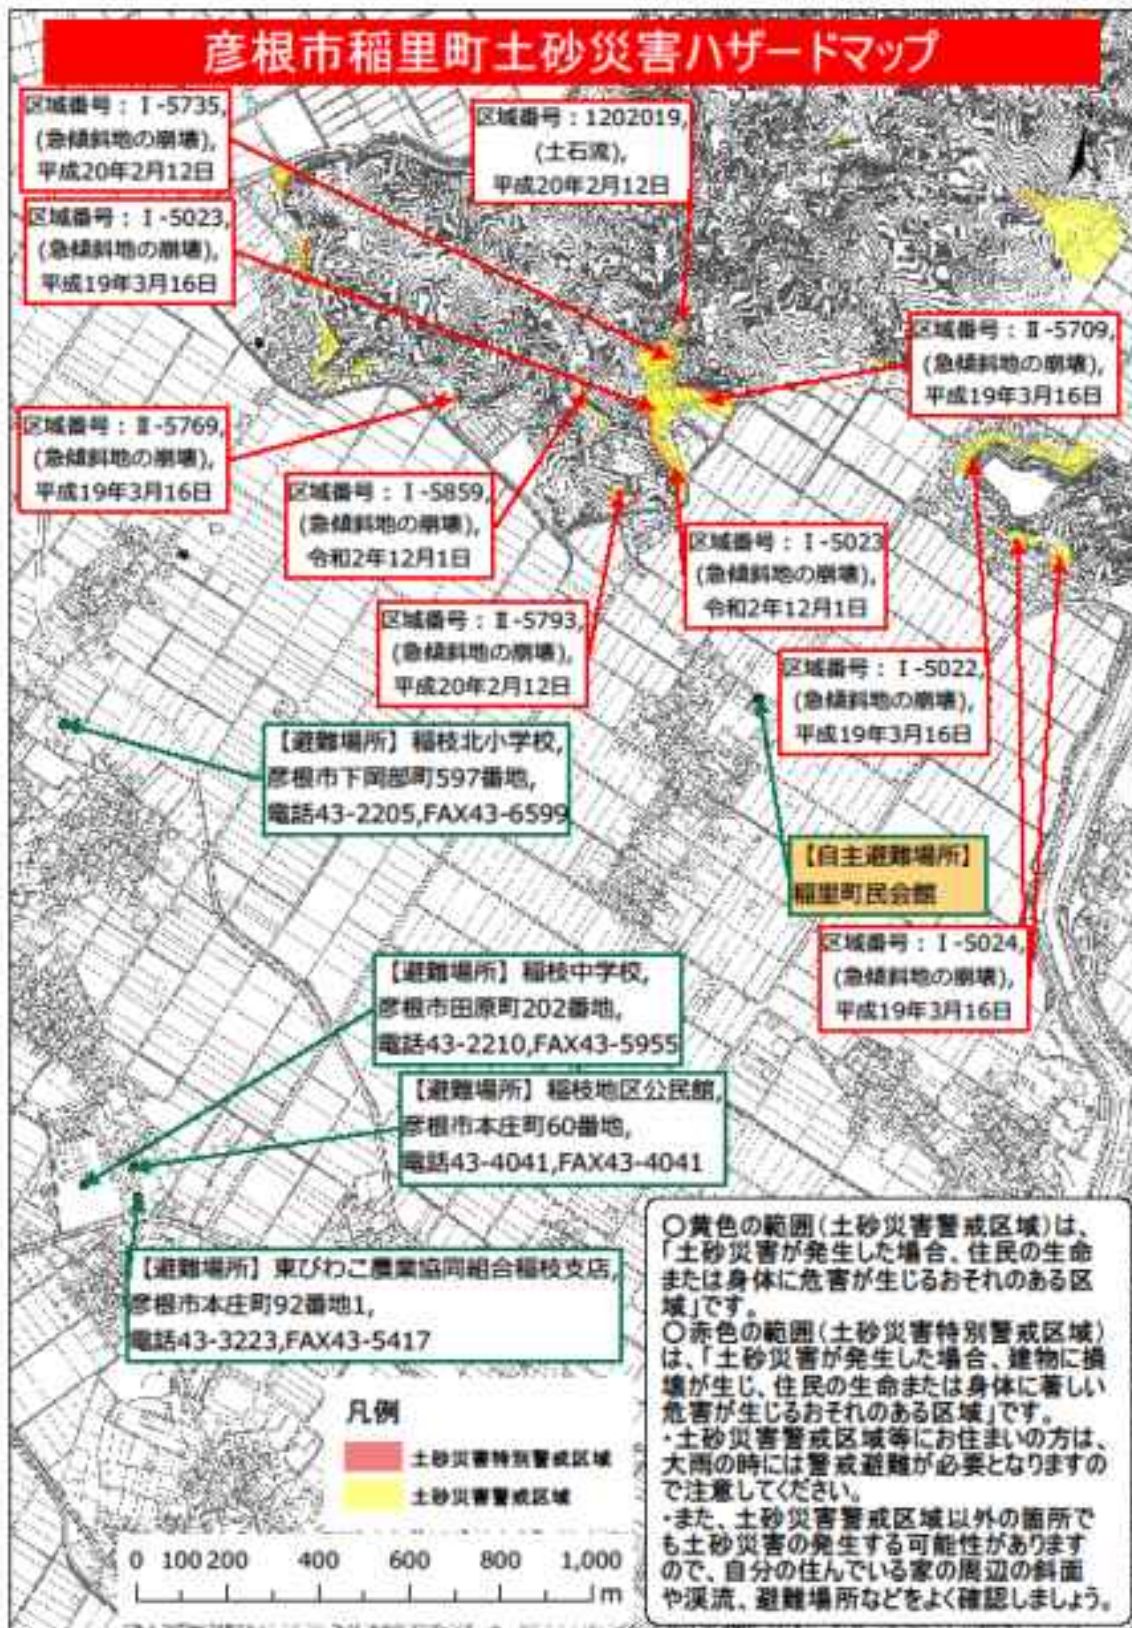 彦根市稲里町土砂災害ハザードマップ
区域番号：Ⅰ-5735,
(急傾斜地の崩壊),
平成20年2月12日
区域番号：1202019,
(土石流),
平成20年2月12日
区域番号：Ⅰ-5023,
(急傾斜地の崩壊),
平成19年3月16日
区域番号：Ⅱ-5709,
(急傾斜地の崩壊),
平成19年3月16日
区域番号：Ⅱ-5769,
(急傾斜地の崩壊),
平成19年3月16日
区域番号：Ⅰ-5859,
(急傾斜地の崩壊),
令和2年12月1日
区域番号：Ⅰ-5023
(急傾斜地の崩壊),
令和2年12月1日
区域番号：Ⅱ-5793,
(急傾斜地の崩壊),
平成20年2月12日
区域番号：Ⅰ-5022,
(急傾斜地の崩壊),
平成19年3月16日
【避難場所】稲枝北小学校,
彦根市下岡部町597番地,
電話43-2205,FAX43-6599
【自主避難場所】
稲里町民会館
区域番号：Ⅰ-5024,
(急傾斜地の崩壊),
平成19年3月16日
【避難場所】稲枝中学校,
彦根市田原町202番地,
電話43-2210,FAX43-5955
【避難場所】稲枝地区公民館,
彦根市本庄町60番地,
電話43-4041,FAX43-4041
【避難場所】東びわこ農業協同組合稲枝支店,
彦根市本庄町92番地1,
電話43-3223,FAX43-5417
〇黄色の範囲(土砂災害警戒区域)は、
「土砂災害が発生した場合、住民の生命
または身体に危害が生じるおそれのある区
域」です。
〇赤色の範囲(土砂災害特別警戒区域)
は、「土砂災害が発生した場合、建物に損
壊が生じ、住民の生命または身体に著しい
危害が生じるおそれのある区域」です。
・土砂災害警戒区域等にお住まいの方は、
大雨の時には警戒避難が必要となりますの
で注意してください。
・また、土砂災害警戒区域以外の箇所で
も土砂災害の発生する可能性があります
ので、自分の住んでいる家の周辺の斜面
や渓流、避難場所などをよく確認しましょう。
凡例
土砂災害特別警戒区域
土砂災害警戒区域
0 100 200 400 600 800 1,000
m